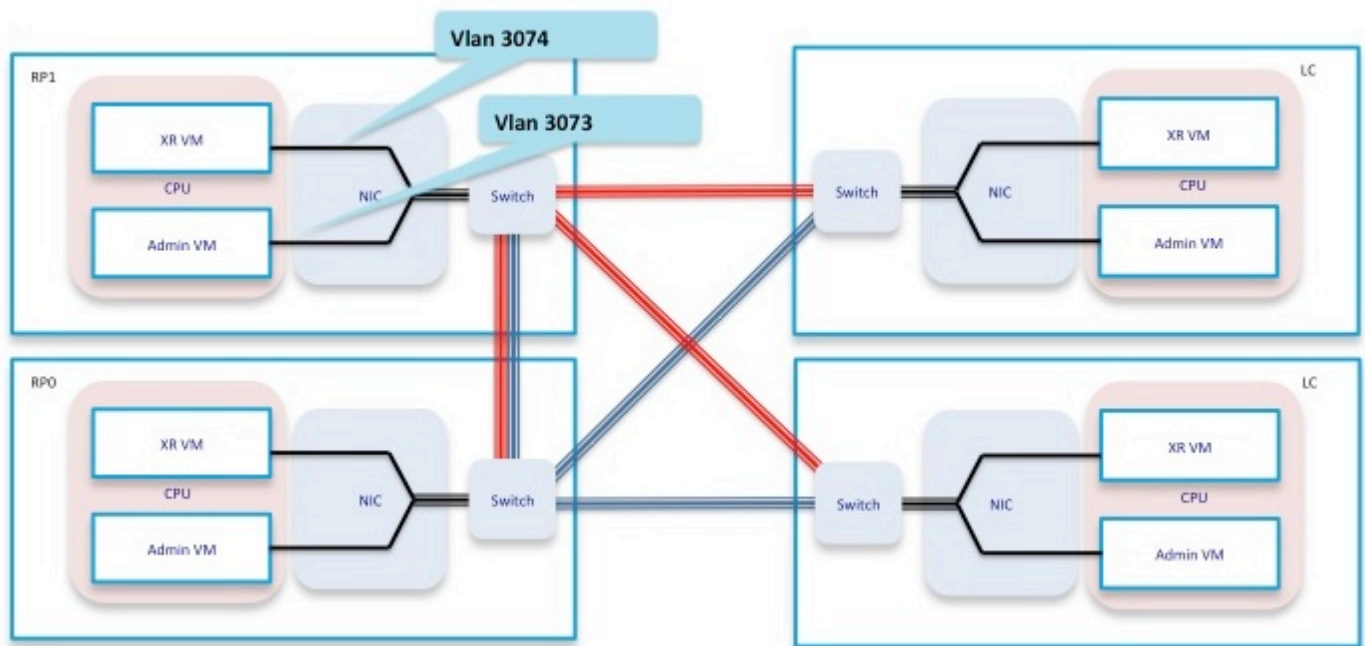 Vlan 3074
RP1
XR VM
CPU
Admin VM
NIC
Vlan 3073
Switch
LC
Switch
NIC
XR VM
CPU
Admin VM
RP0
XR VM
CPU
Admin VM
NIC
Switch
LC
Switch
NIC
XR VM
CPU
Admin VM